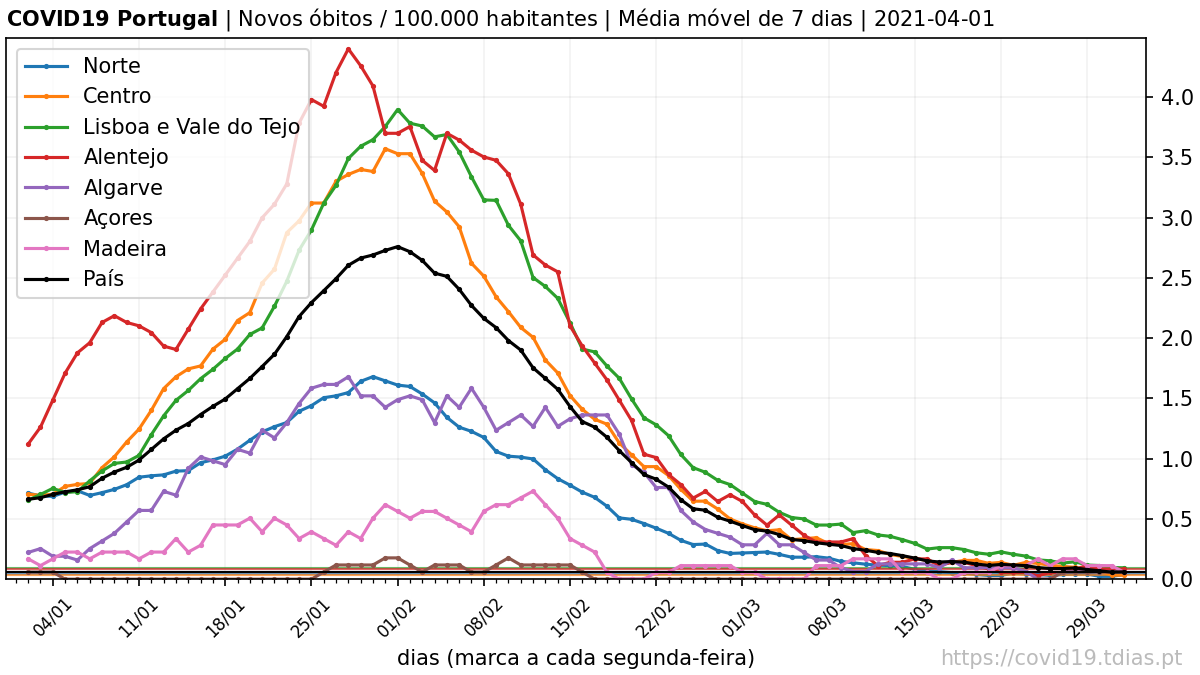 COVID19 Portugal | Novos óbitos / 100.000 habitantes | Média móvel de 7 dias | 2021-04-01
Norte
Centro
Lisboa e Vale do Tejo
Alentejo
Algarve
Açores
Madeira
País
4.0
3.5
3.0
2.5
2.0
1.5
1.0
0.5
0.0
04/01
11/01
18/01
25/01
01/02
08/02
15/02
22/02
01/03
08/03
15/03
22/03
29/03
dias (marca a cada segunda-feira)
https://covid19.tdias.pt